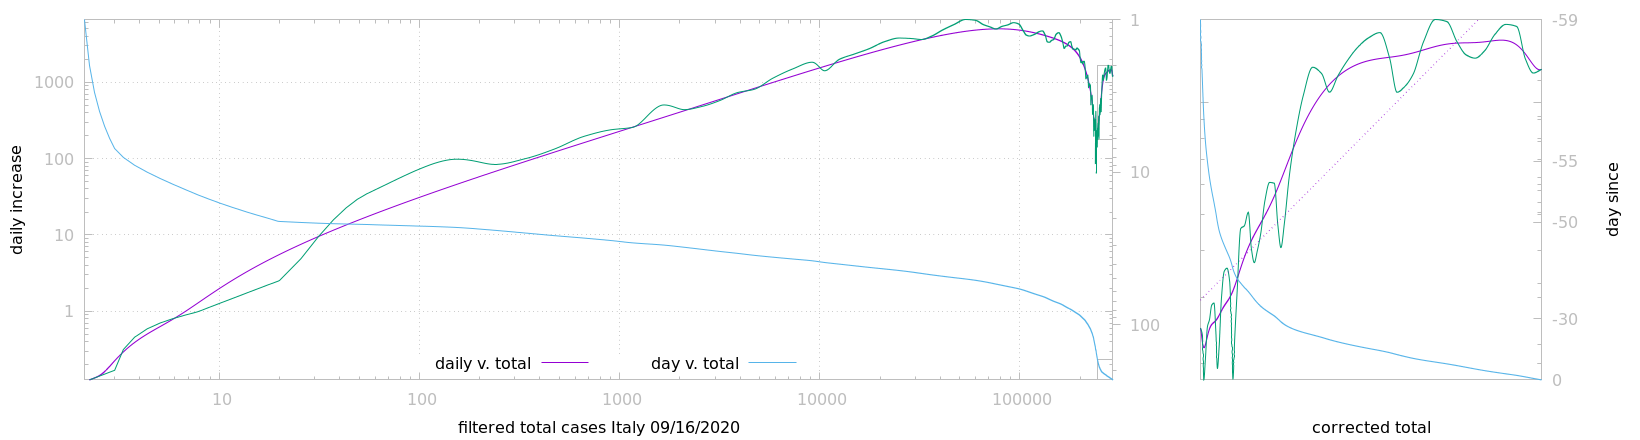 1
-59
1000
daily increase
100
10
-55
day since
10
-50
1
100
-30
daily v. total
day v. total
0
10
100
1000
10000
100000
filtered total cases Italy 09/16/2020
corrected total